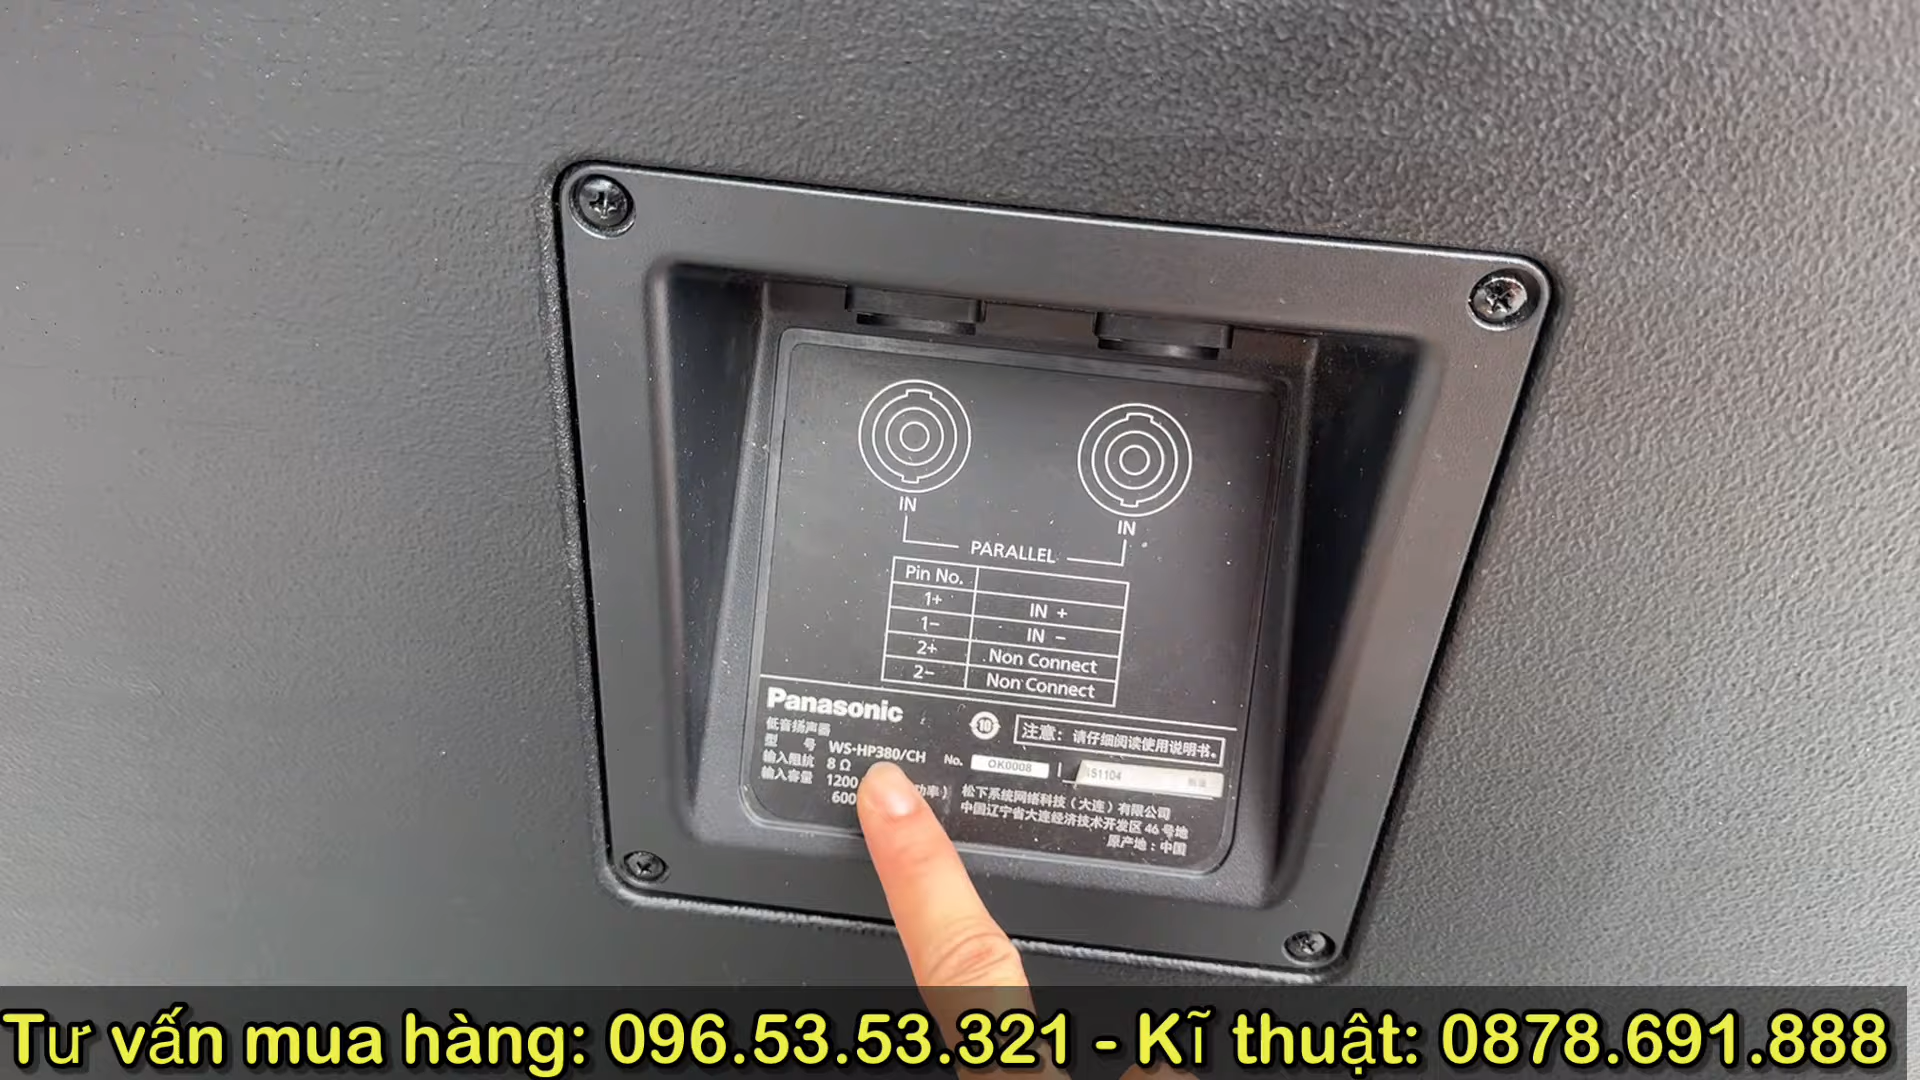 IN
IN
PARALLEL
Pin No.
1+ IN +
1− IN −
2+ Non Connect
2− Non Connect
Panasonic
低音扬声器
10
注意：请仔细阅读使用说明书。
型 号 WS-HP380/CH
No. OK0008
输入阻抗 8 Ω
输入容量 1200
功率）
600
松下系统网络科技（大连）有限公司
中国辽宁省大连经济技术开发区 46 号地
原产地：中国
Tư vấn mua hàng: 096.53.53.321 - Kĩ thuật: 0878.691.888